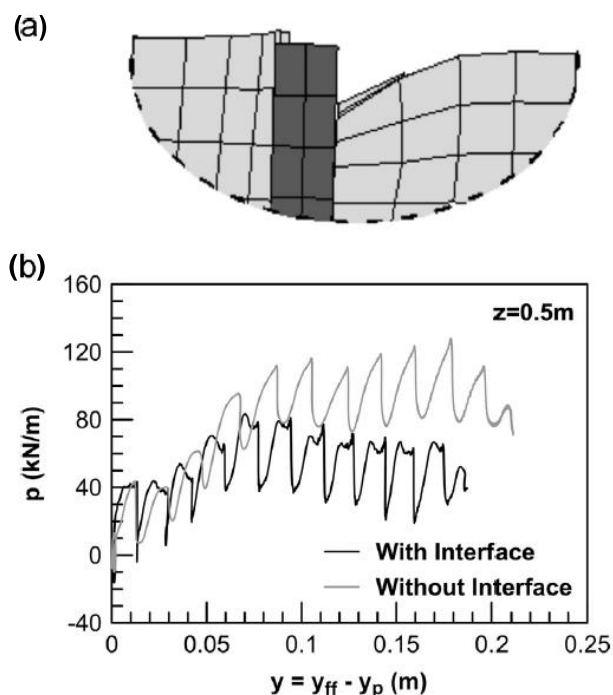 (a)
(b)
160
120
80
40
0
-40
p (kN/m)
z=0.5m
With Interface
Without Interface
0 0.05 0.1 0.15 0.2 0.25
y = yff - yp (m)